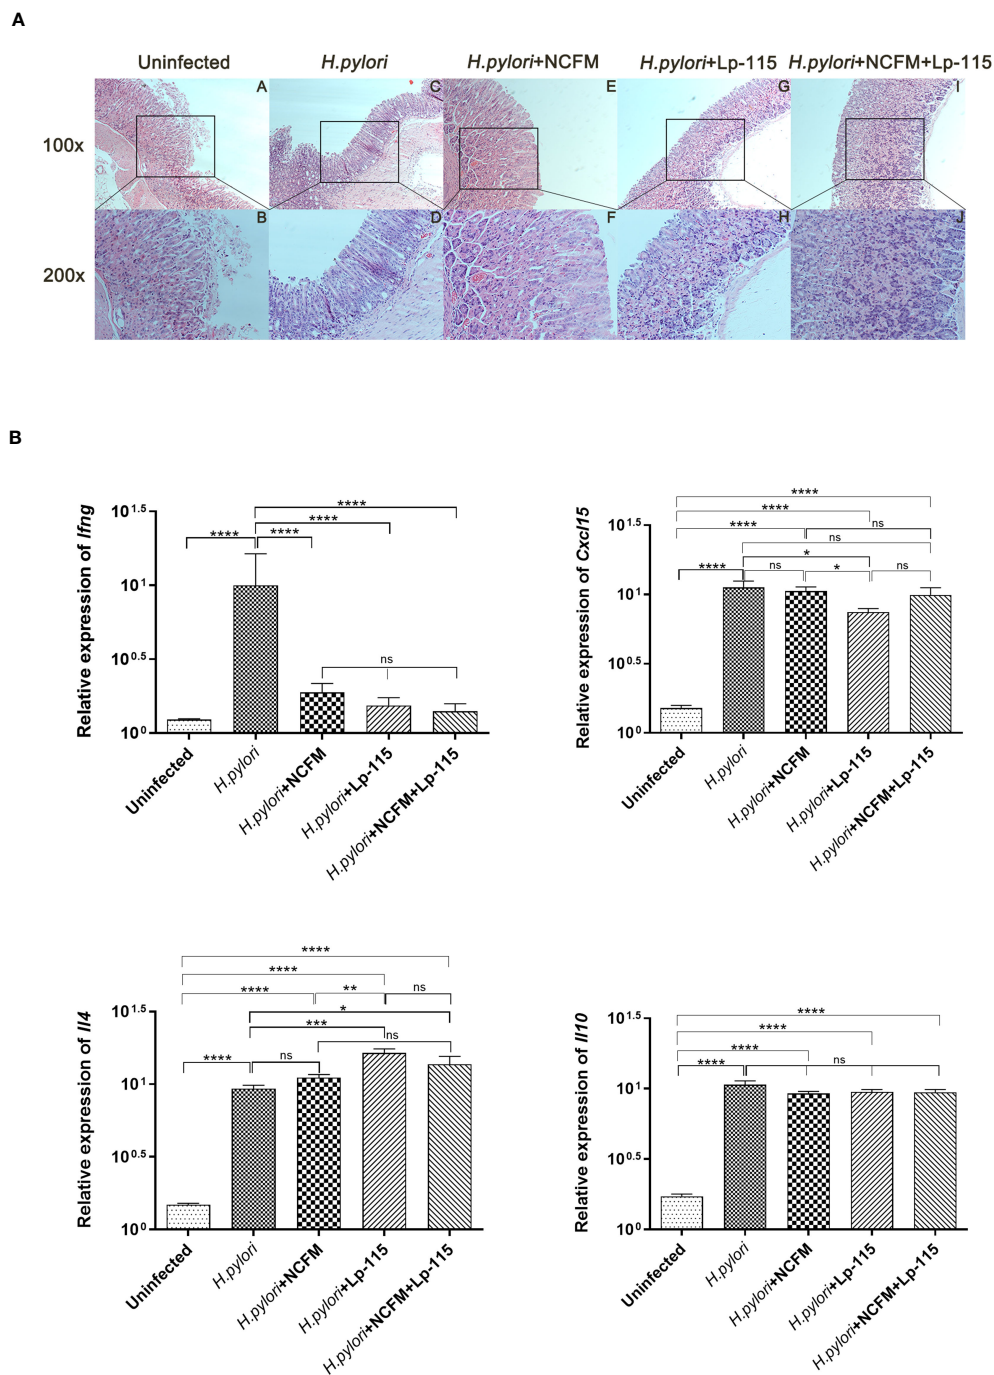 A
Uninfected H.pylori H.pylori+NCFM H.pylori+Lp-115 H.pylori+NCFM+Lp-115
100x
A C E G I
200x
B D F H J
B
Relative expression of Ifng
10^1.5
10^1
10^0.5
10^0
****
****
**** ****
ns
Uninfected
H.pylori
H.pylori+NCFM
H.pylori+Lp-115
H.pylori+NCFM+Lp-115
Relative expression of Cxcl15
10^1.5
10^1
10^0.5
10^0
****
****
**** ns
ns
*
**** ns * ns
Uninfected
H.pylori
H.pylori+NCFM
H.pylori+Lp-115
H.pylori+NCFM+Lp-115
Relative expression of Il4
10^1.5
10^1
10^0.5
10^0
****
****
**** ** ns
*
***
ns
**** ns
Uninfected
H.pylori
H.pylori+NCFM
H.pylori+Lp-115
H.pylori+NCFM+Lp-115
Relative expression of Il10
10^1.5
10^1
10^0.5
10^0
****
****
****
**** ns
Uninfected
H.pylori
H.pylori+NCFM
H.pylori+Lp-115
H.pylori+NCFM+Lp-115